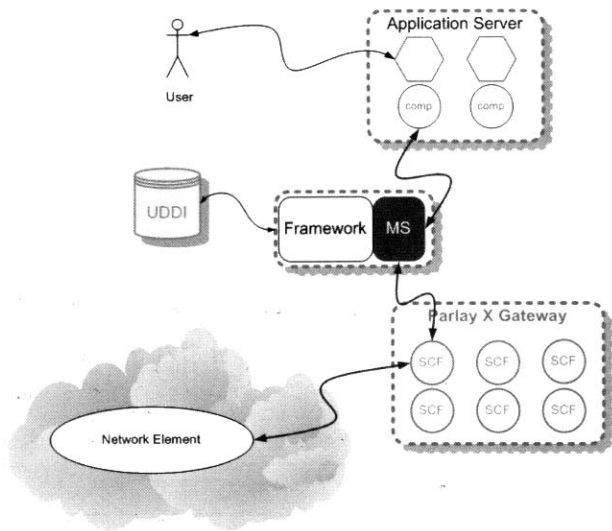 Application Server
User
comp comp
UDDI
Framework MS
Parlay X Gateway
SCF SCF SCF
SCF SCF SCF
Network Element